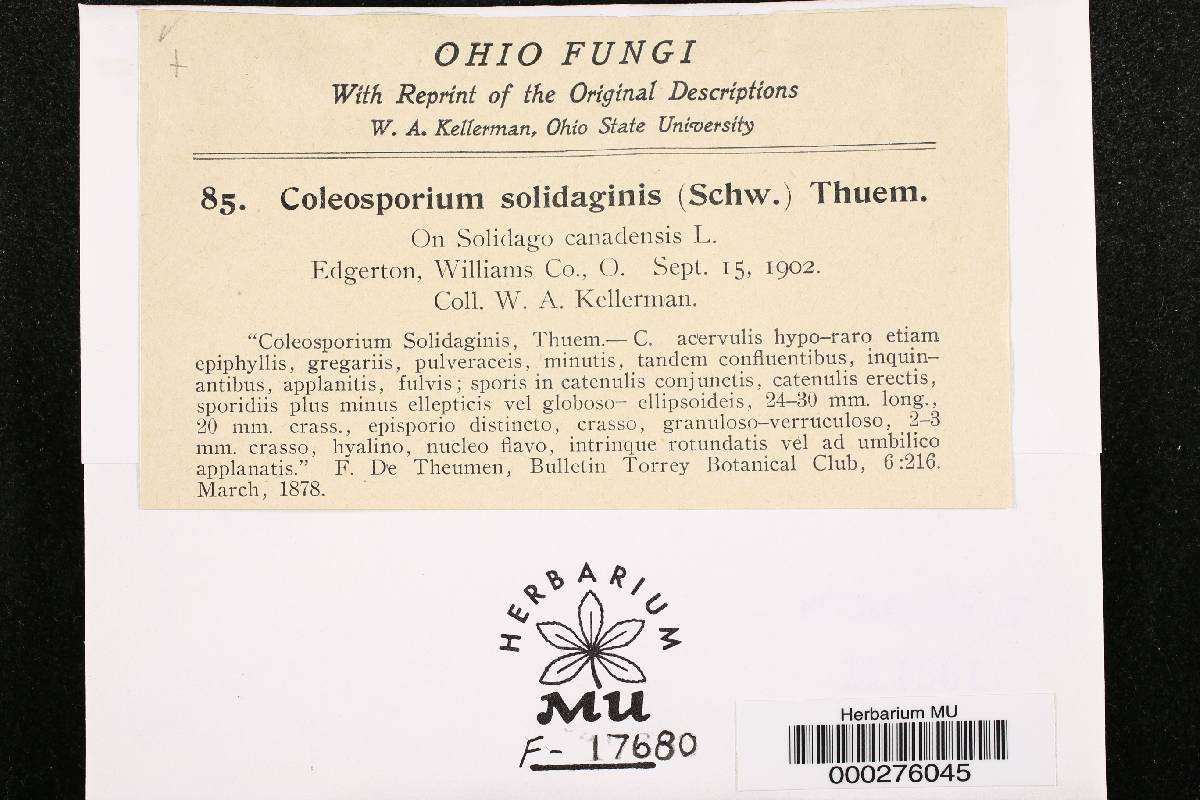 OHIO FUNGI
With Reprint of the Original Descriptions
W. A. Kellerman, Ohio State University
85. Coleosporium solidaginis (Schw.) Thuem.
On Solidago canadensis L.
Edgerton, Williams Co., O. Sept. 15, 1902.
Coll. W. A. Kellerman.
"Coleosporium Solidaginis, Thuem.— C. acervulis hypo-raro etiam
epiphyllis, gregariis, pulveraceis, minutis, tandem confluentibus, inquin-
antibus, applanitis, fulvis; sporis in catenulis conjunctis, catenulis erectis,
sporidiis plus minus ellepticis vel globoso- ellipsoideis, 24-30 mm. long.,
20 mm. crass., episporio distincto, crasso, granuloso-verruculoso, 2-3
mm. crasso, hyalino, nucleo flavo, intrinque rotundatis vel ad umbilico
applanatis." F. De Theumen, Bulletin Torrey Botanical Club, 6:216.
March, 1878.
HERBARIUM
MU
F- 17680
Herbarium MU
000276045